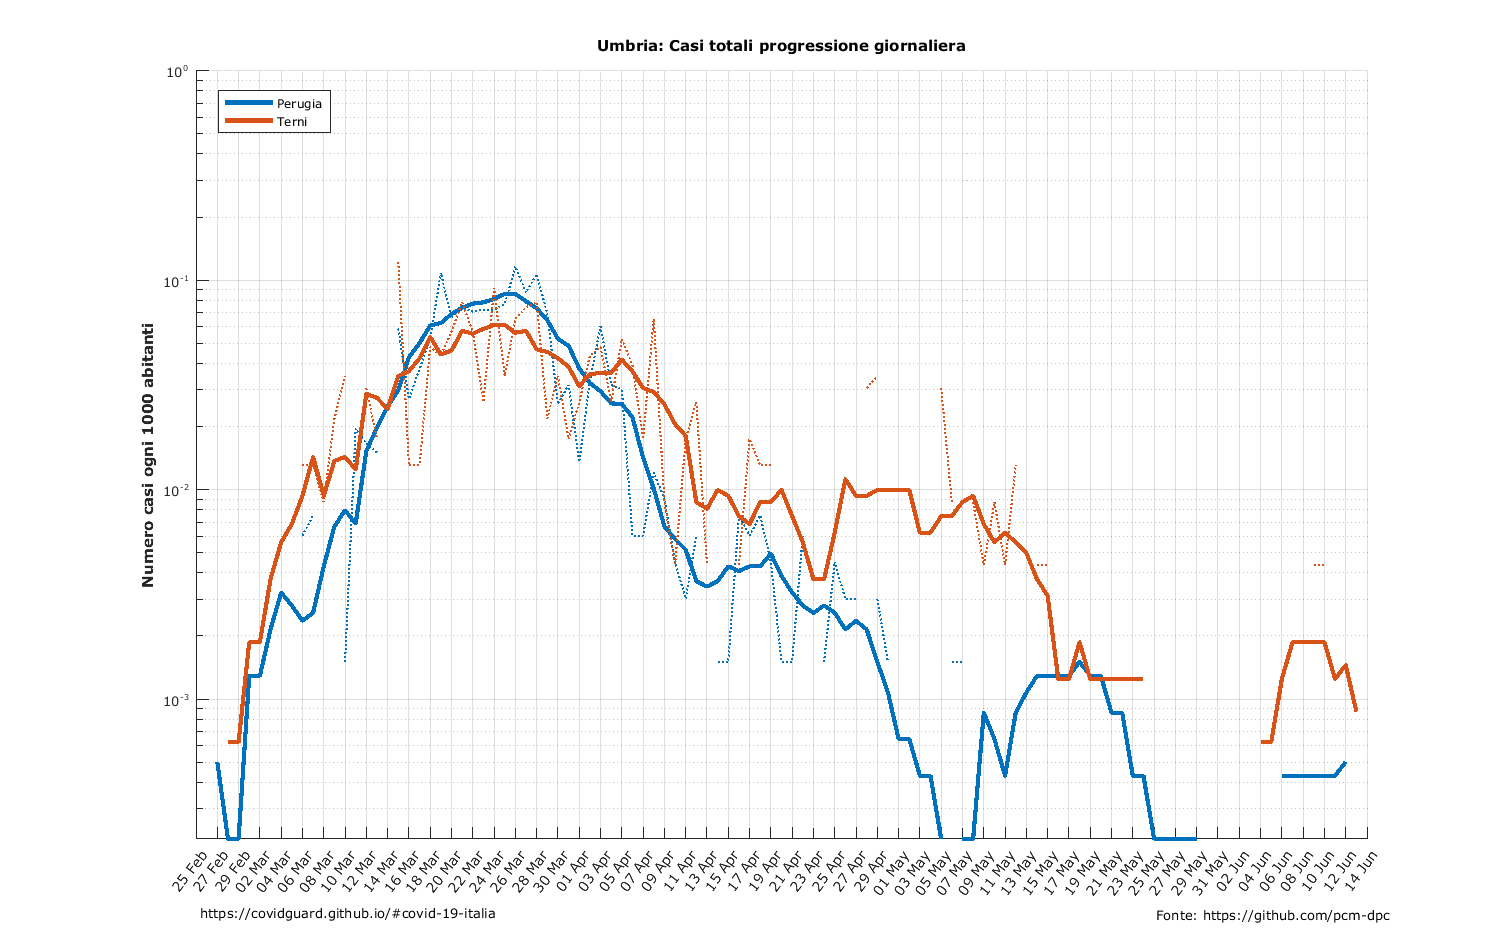 Umbria: Casi totali progressione giornaliera
10⁰
Perugia
Terni
10⁻¹
10⁻²
10⁻³
Numero casi ogni 1000 abitanti
25 Feb
27 Feb
29 Feb
02 Mar
04 Mar
06 Mar
08 Mar
10 Mar
12 Mar
14 Mar
16 Mar
18 Mar
20 Mar
22 Mar
24 Mar
26 Mar
28 Mar
30 Mar
01 Apr
03 Apr
05 Apr
07 Apr
09 Apr
11 Apr
13 Apr
15 Apr
17 Apr
19 Apr
21 Apr
23 Apr
25 Apr
27 Apr
29 Apr
01 May
03 May
05 May
07 May
09 May
11 May
13 May
15 May
17 May
19 May
21 May
23 May
25 May
27 May
29 May
31 May
02 Jun
04 Jun
06 Jun
08 Jun
10 Jun
12 Jun
14 Jun
https://covidguard.github.io/#covid-19-italia
Fonte: https://github.com/pcm-dpc